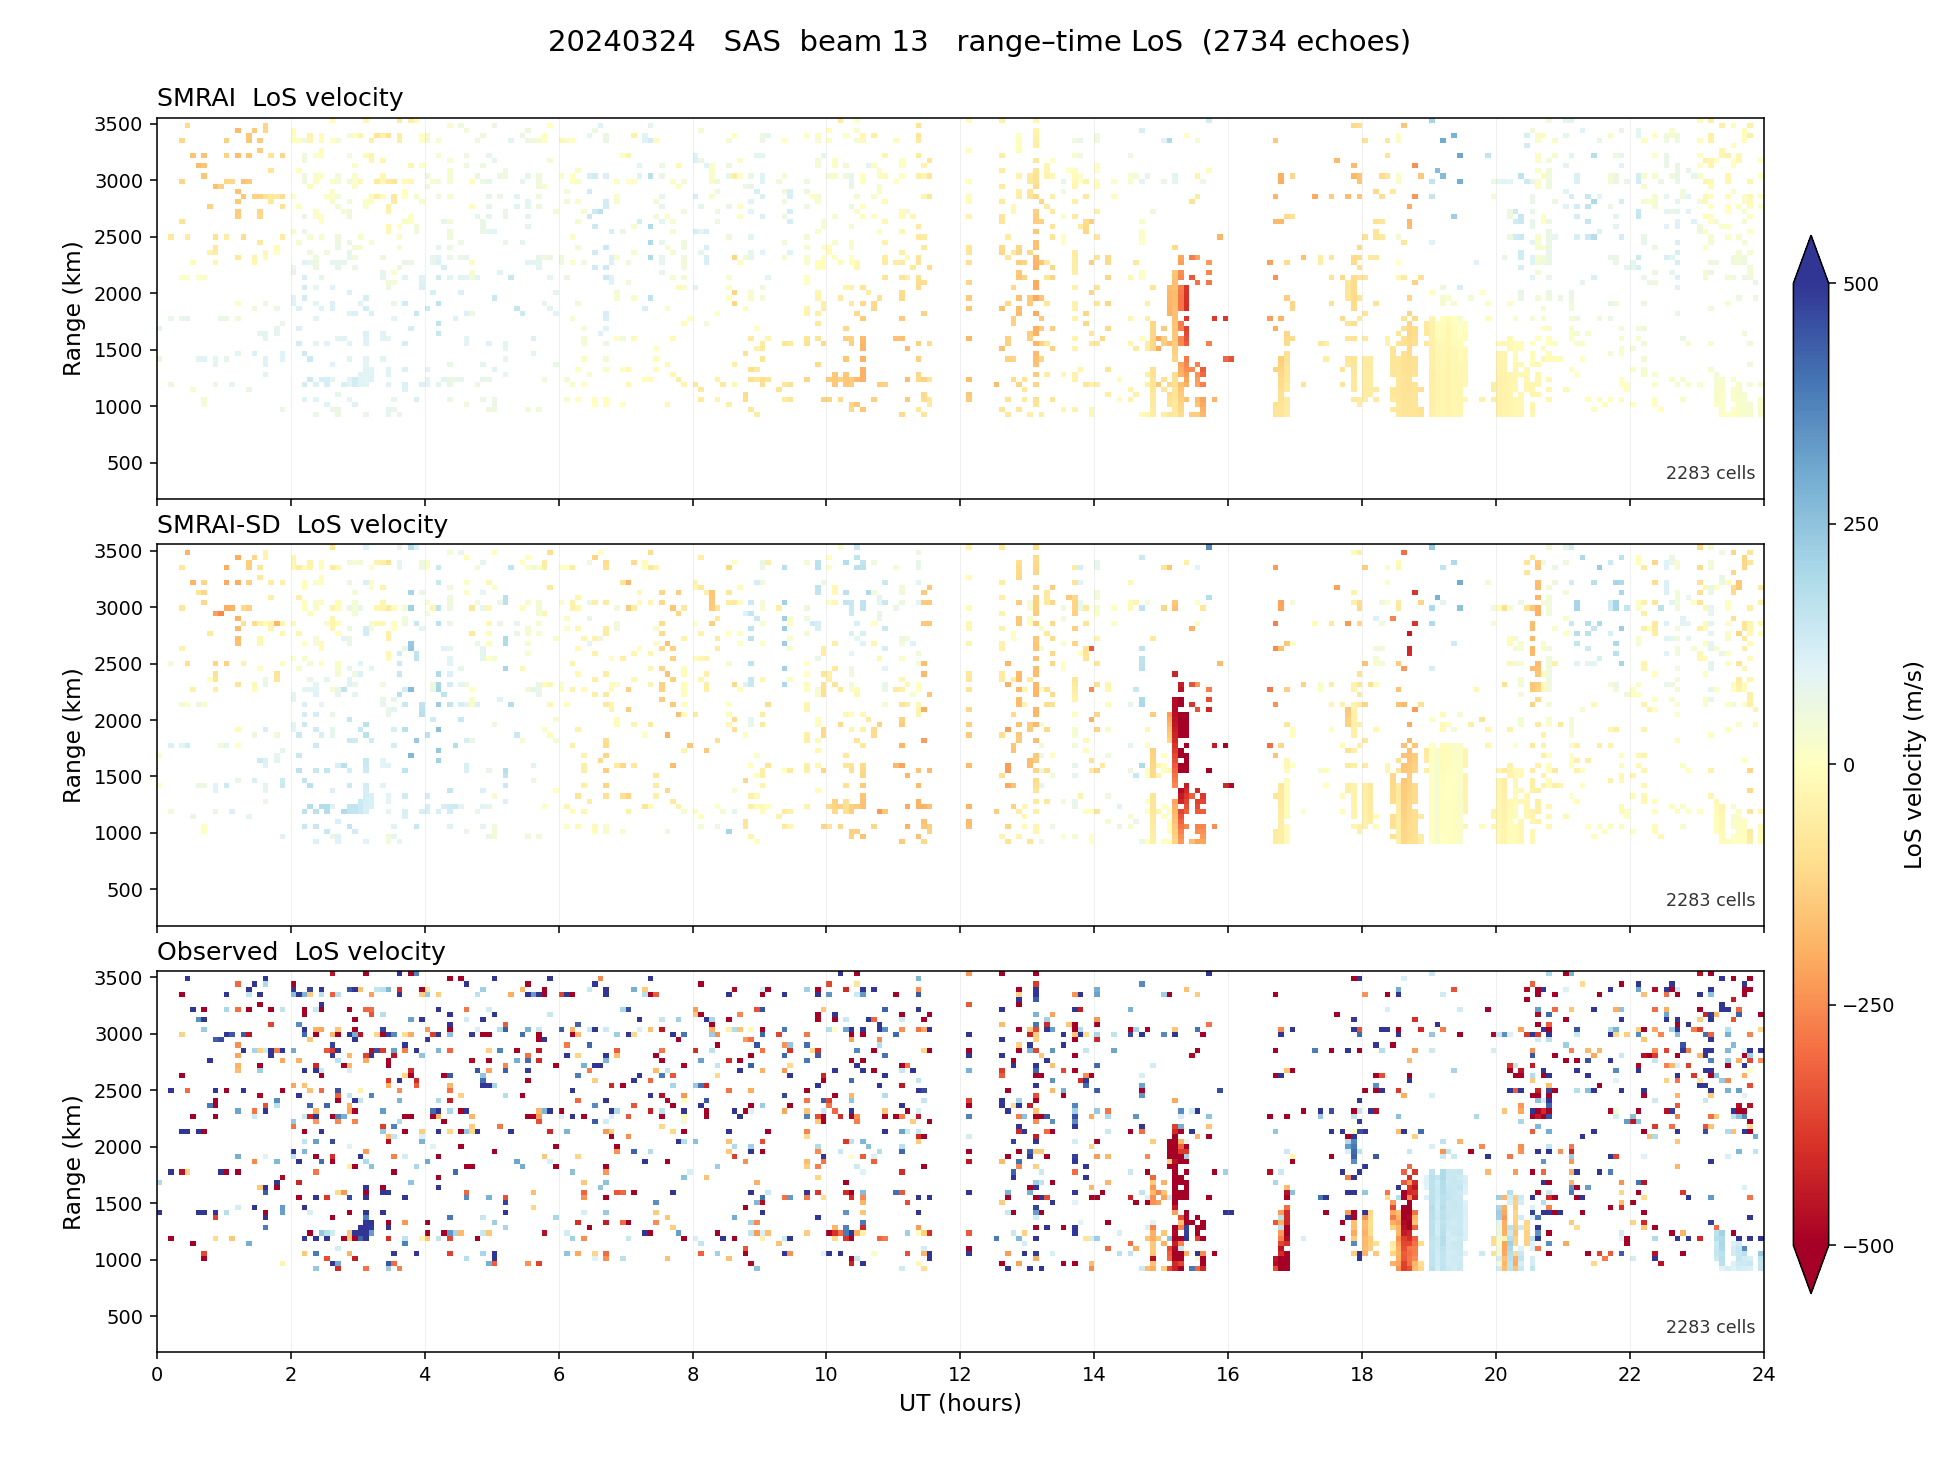 20240324 SAS beam 13 range–time LoS (2734 echoes)
SMRAI LoS velocity
3500
3000
2500
2000
1500
1000
500
Range (km)
2283 cells
SMRAI-SD LoS velocity
3500
3000
2500
2000
1500
1000
500
Range (km)
2283 cells
Observed LoS velocity
3500
3000
2500
2000
1500
1000
500
Range (km)
2283 cells
0 2 4 6 8 10 12 14 16 18 20 22 24
UT (hours)
500
250
0
−250
−500
LoS velocity (m/s)